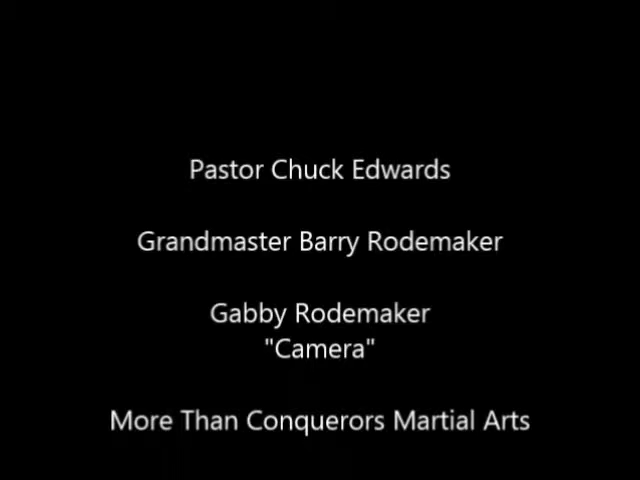 Pastor Chuck Edwards
Grandmaster Barry Rodemaker
Gabby Rodemaker
"Camera"
More Than Conquerors Martial Arts